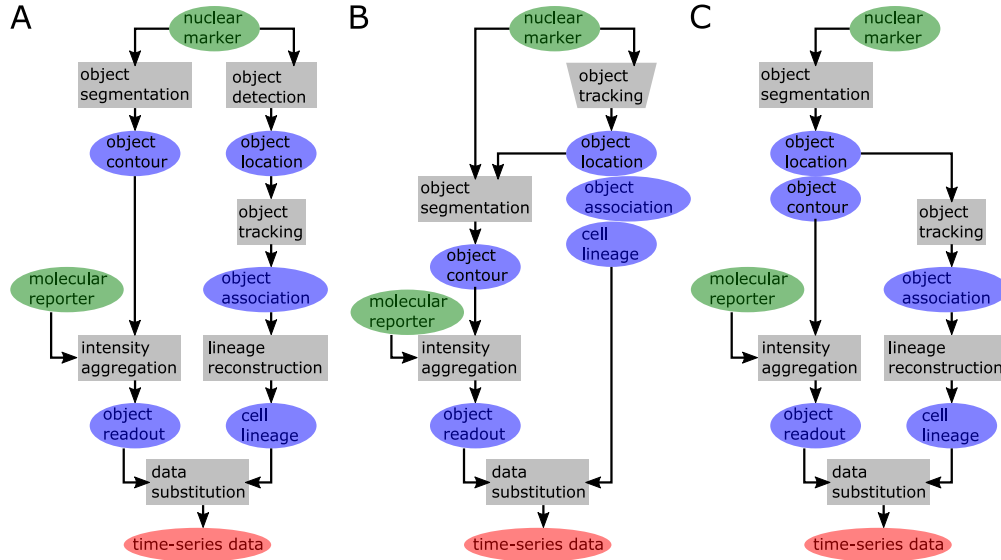 A
nuclear
marker
object
segmentation
object
detection
object
contour
object
location
object
tracking
molecular
reporter
object
association
intensity
aggregation
lineage
reconstruction
object
readout
cell
lineage
data
substitution
time-series data
B
nuclear
marker
object
tracking
object
location
object
segmentation
object
association
cell
lineage
object
contour
molecular
reporter
intensity
aggregation
object
readout
data
substitution
time-series data
C
nuclear
marker
object
segmentation
object
location
object
contour
object
tracking
molecular
reporter
object
association
intensity
aggregation
lineage
reconstruction
object
readout
cell
lineage
data
substitution
time-series data